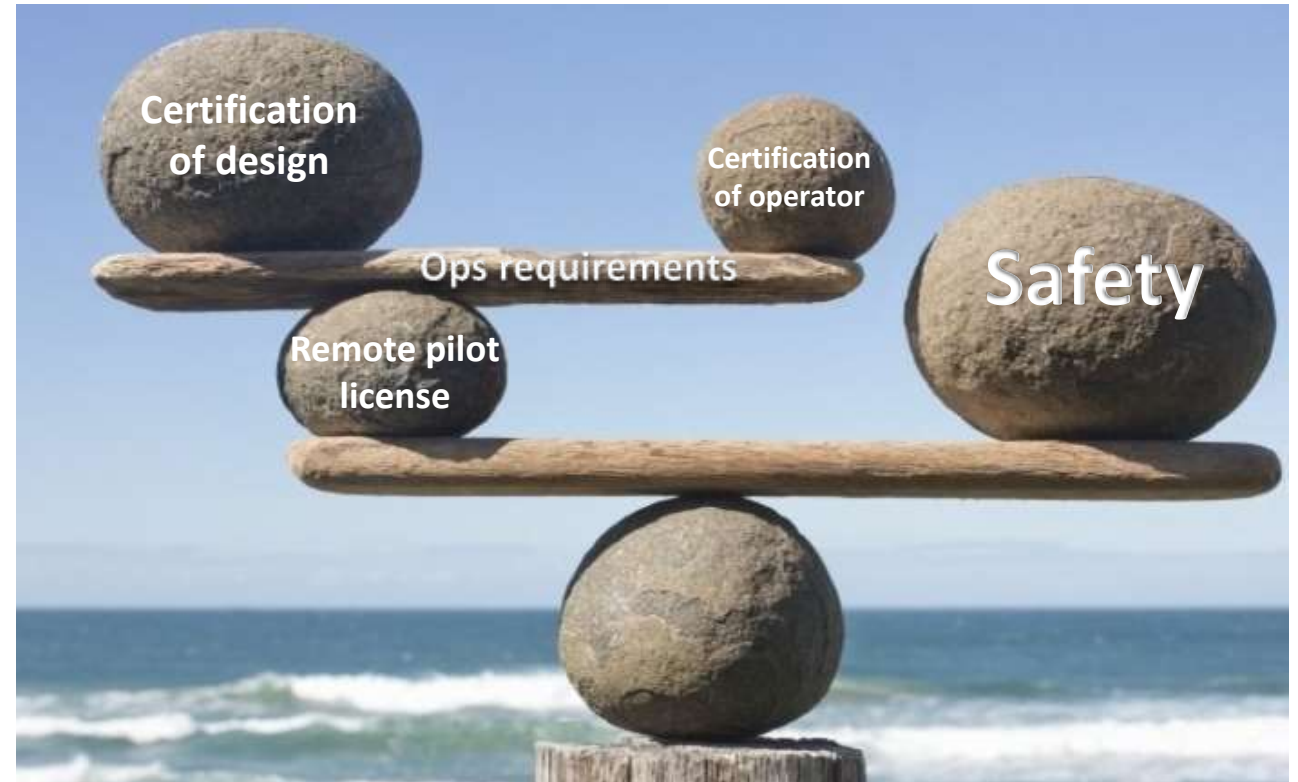 Certification
of design
Certification
of operator
Ops requirements
Safety
Remote pilot
license